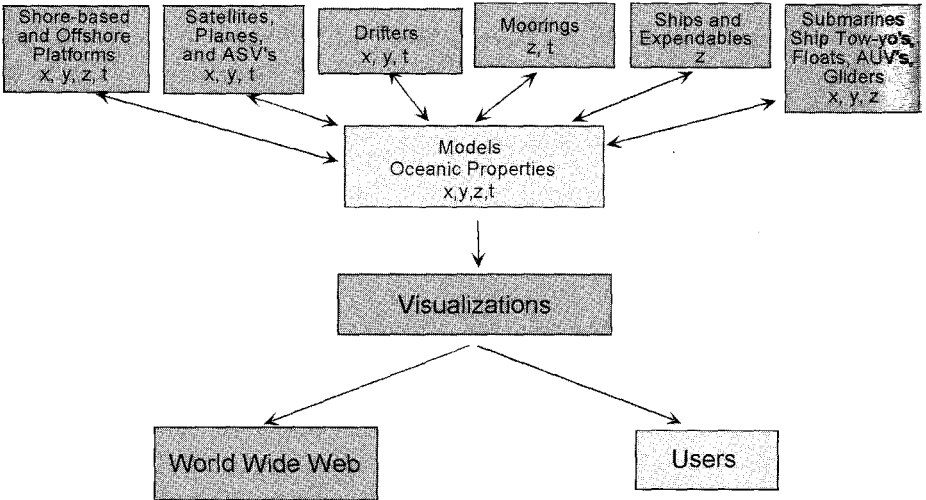 Shore-based
and Offshore
Platforms
x, y, z, t
Satellites,
Planes,
and ASV's
x, y, t
Drifters
x, y, t
Moorings
z, t
Ships and
Expendables
z
Submarines
Ship Tow-yo's,
Floats, AUV's,
Gliders
x, y, z
Models
Oceanic Properties
x,y,z,t
Visualizations
World Wide Web
Users